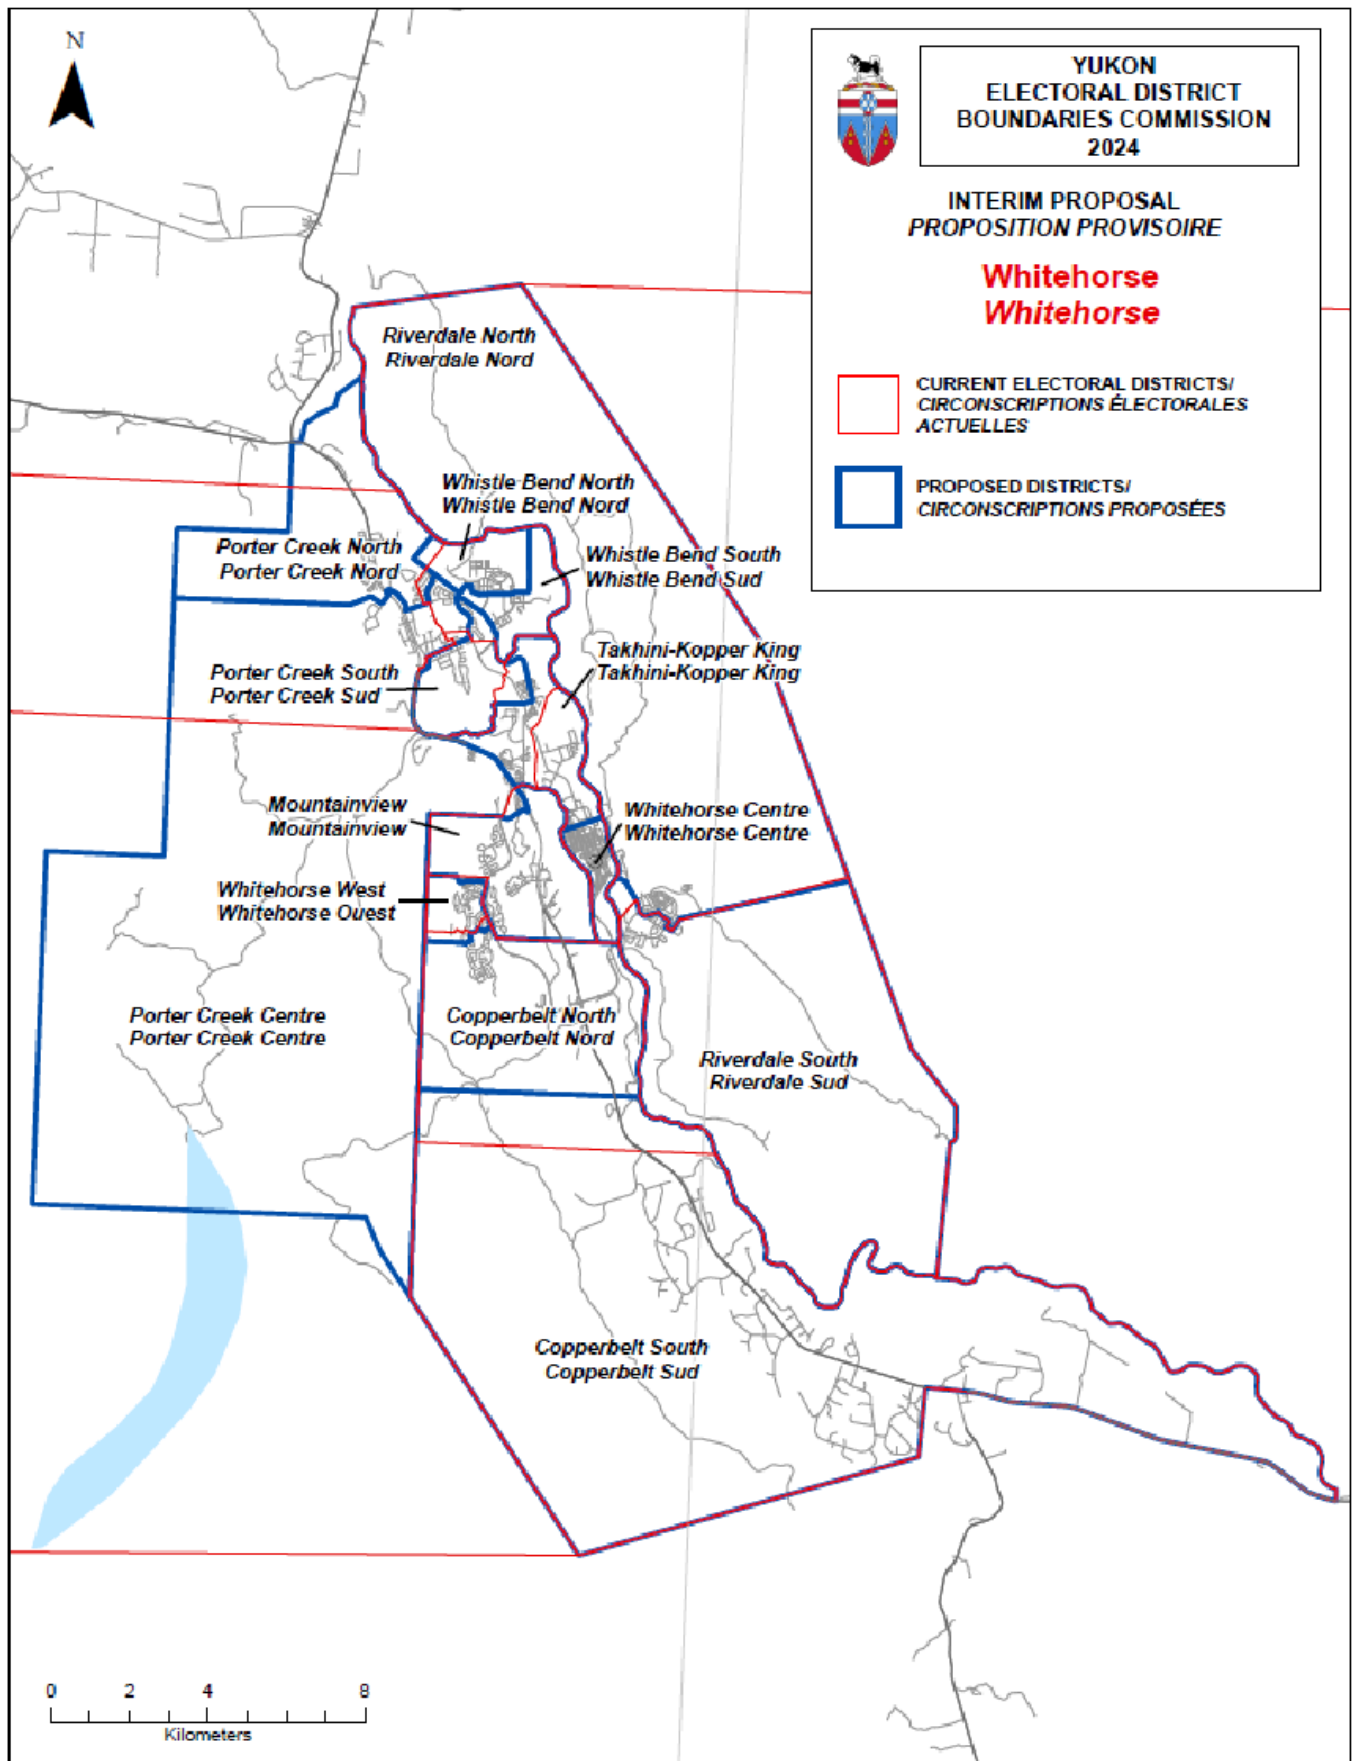 N
YUKON
ELECTORAL DISTRICT
BOUNDARIES COMMISSION
2024
INTERIM PROPOSAL
PROPOSITION PROVISOIRE
Whitehorse
Whitehorse
CURRENT ELECTORAL DISTRICTS/
CIRCONSCRIPTIONS ÉLECTORALES
ACTUELLES
PROPOSED DISTRICTS/
CIRCONSCRIPTIONS PROPOSÉES
Riverdale North
Riverdale Nord
Whistle Bend North
Whistle Bend Nord
Porter Creek North
Porter Creek Nord
Whistle Bend South
Whistle Bend Sud
Takhini-Kopper King
Takhini-Kopper King
Porter Creek South
Porter Creek Sud
Mountainview
Mountainview
Whitehorse Centre
Whitehorse Centre
Whitehorse West
Whitehorse Ouest
Porter Creek Centre
Porter Creek Centre
Copperbelt North
Copperbelt Nord
Riverdale South
Riverdale Sud
Copperbelt South
Copperbelt Sud
0 2 4 8
Kilometers